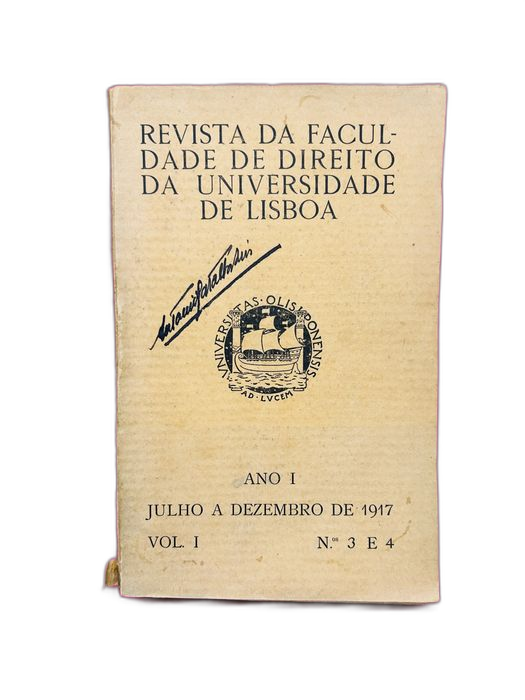 REVISTA DA FACUL-
DADE DE DIREITO
DA UNIVERSIDADE
DE LISBOA
UNIVERSITAS·OLISIPONENSIS
AD·LVCEM
ANO I
JULHO A DEZEMBRO DE 1917
VOL. I N.os 3 E 4